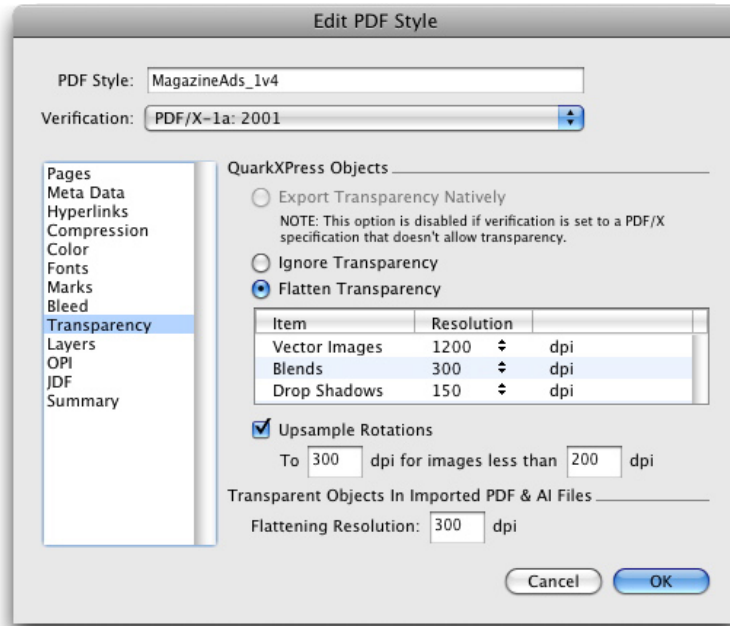 Edit PDF Style
PDF Style: MagazineAds_1v4
Verification: PDF/X-1a: 2001
Pages
Meta Data
Hyperlinks
Compression
Color
Fonts
Marks
Bleed
Transparency
Layers
OPI
JDF
Summary
QuarkXPress Objects
Export Transparency Natively
NOTE: This option is disabled if verification is set to a PDF/X
specification that doesn't allow transparency.
Ignore Transparency
Flatten Transparency
Item Resolution
Vector Images 1200 dpi
Blends 300 dpi
Drop Shadows 150 dpi
Upsample Rotations
To 300 dpi for images less than 200 dpi
Transparent Objects In Imported PDF & AI Files
Flattening Resolution: 300 dpi
Cancel OK